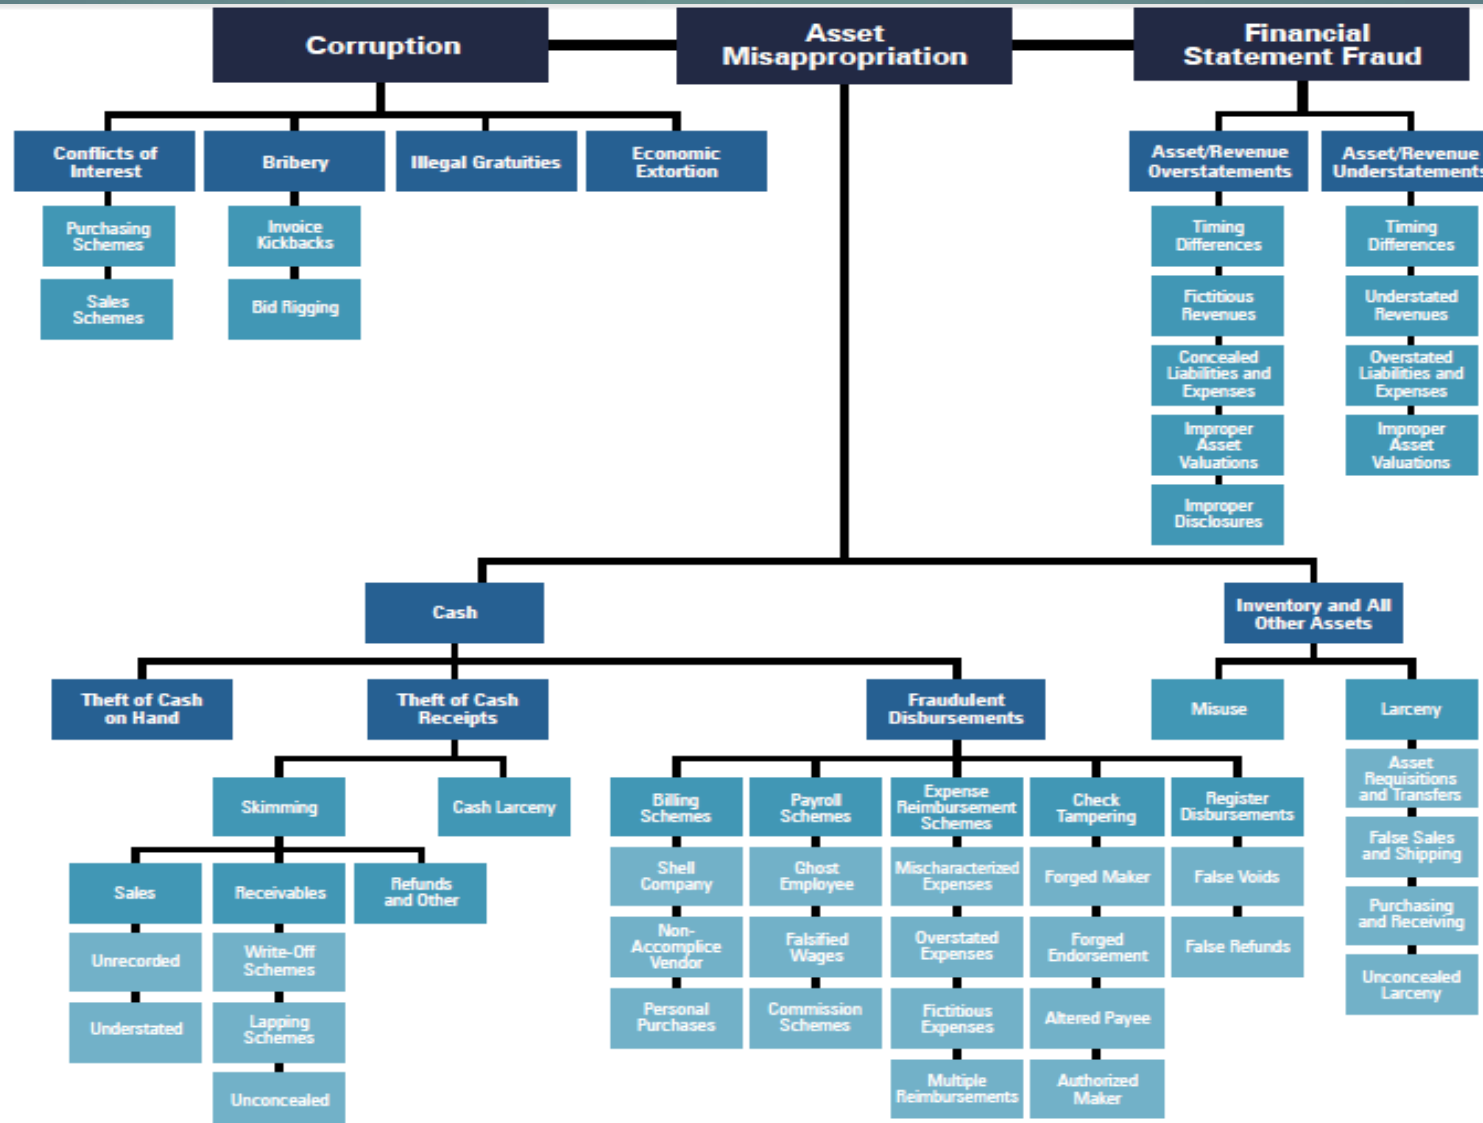 Corruption
Asset
Misappropriation
Financial
Statement Fraud
Conflicts of
Interest
Bribery
Illegal Gratuities
Economic
Extortion
Asset/Revenue
Overstatements
Asset/Revenue
Understatements
Purchasing
Schemes
Sales
Schemes
Invoice
Kickbacks
Bid Rigging
Timing
Differences
Fictitious
Revenues
Concealed
Liabilities and
Expenses
Improper
Asset
Valuations
Improper
Disclosures
Timing
Differences
Understated
Revenues
Overstated
Liabilities and
Expenses
Improper
Asset
Valuations
Cash
Inventory and All
Other Assets
Theft of Cash
on Hand
Theft of Cash
Receipts
Fraudulent
Disbursements
Misuse
Larceny
Skimming
Cash Larceny
Sales
Unrecorded
Understated
Receivables
Write-Off
Schemes
Lapping
Schemes
Unconcealed
Refunds
and Other
Billing
Schemes
Shell
Company
Non-
Accomplice
Vendor
Personal
Purchases
Payroll
Schemes
Ghost
Employee
Falsified
Wages
Commission
Schemes
Expense
Reimbursement
Schemes
Mischaracterized
Expenses
Overstated
Expenses
Fictitious
Expenses
Multiple
Reimbursements
Check
Tampering
Forged Maker
Forged
Endorsement
Altered Payee
Authorized
Maker
Register
Disbursements
False Voids
False Refunds
Asset
Requisitions
and Transfers
False Sales
and Shipping
Purchasing
and Receiving
Unconcealed
Larceny